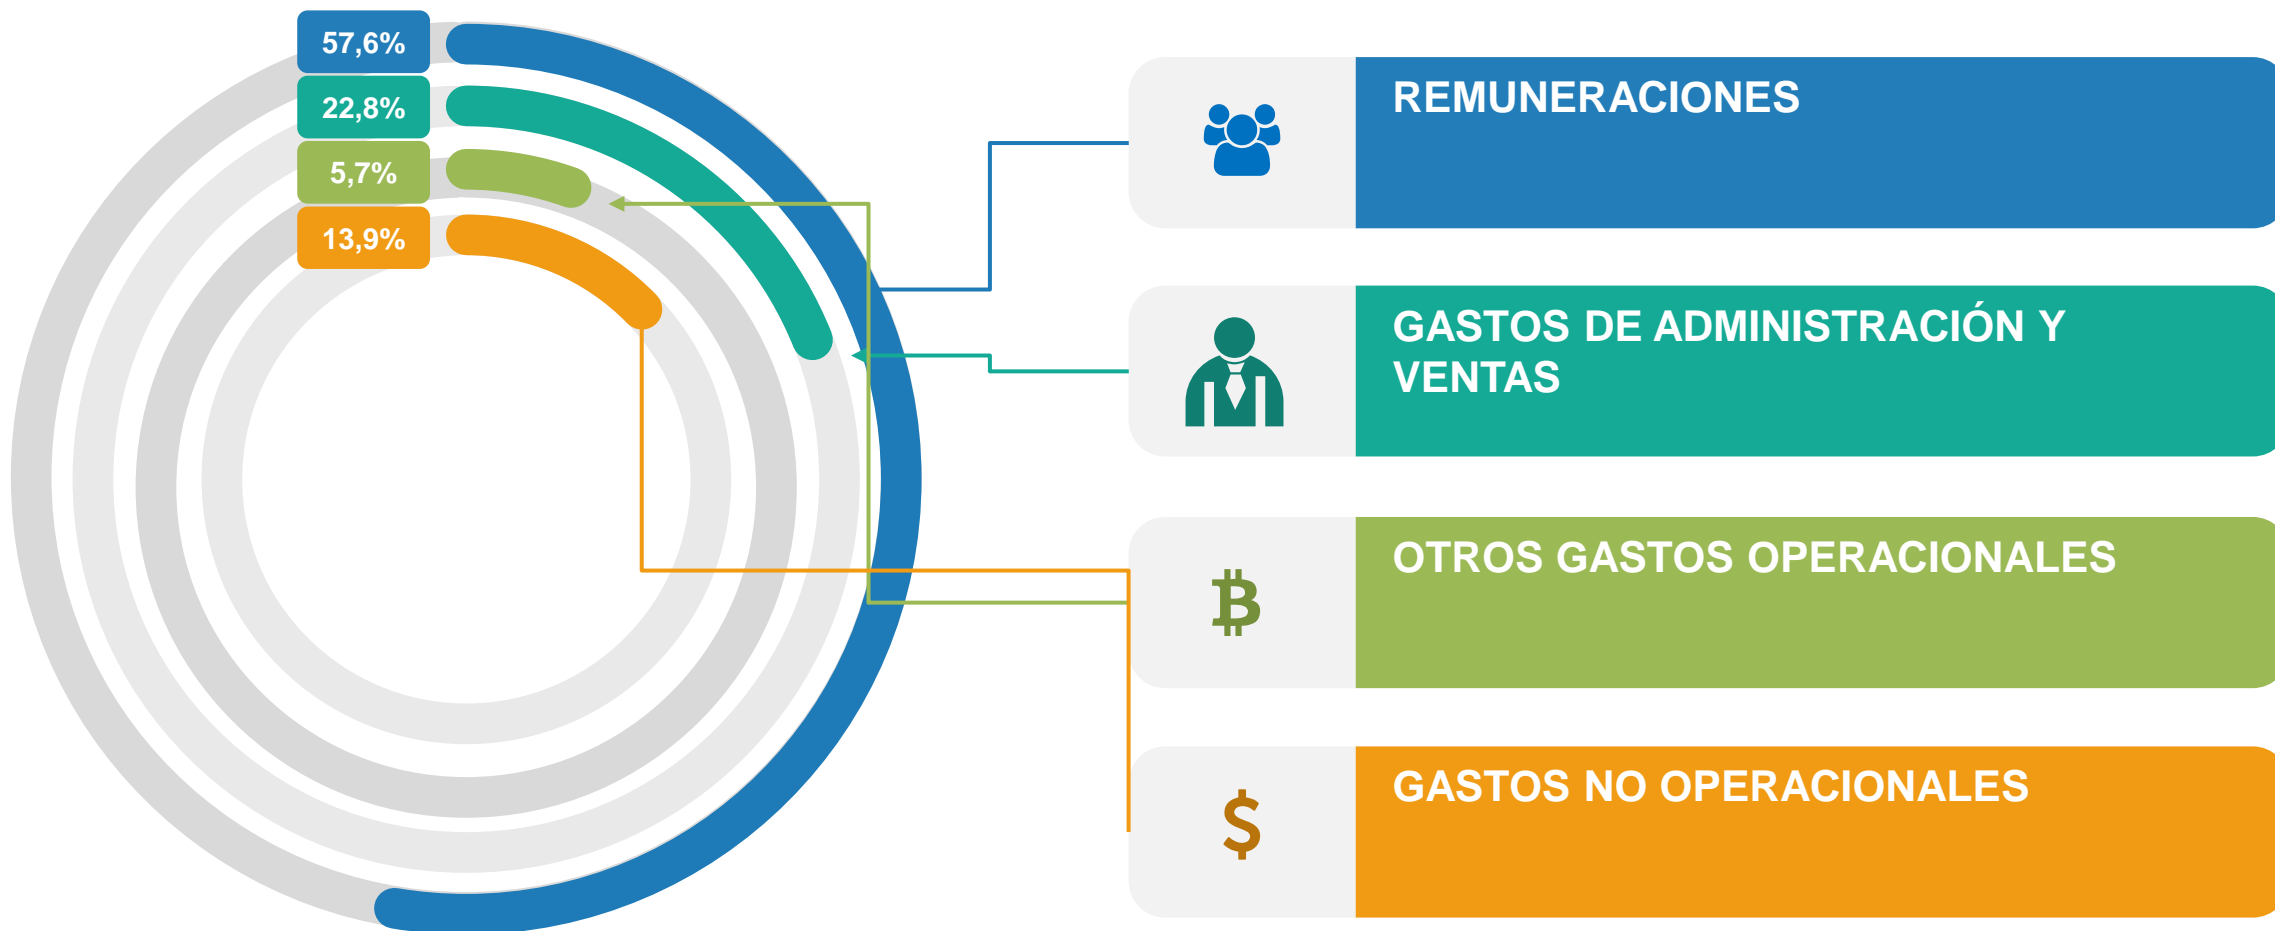 57,6%
22,8%
5,7%
13,9%
REMUNERACIONES
GASTOS DE ADMINISTRACIÓN Y
VENTAS
OTROS GASTOS OPERACIONALES
GASTOS NO OPERACIONALES